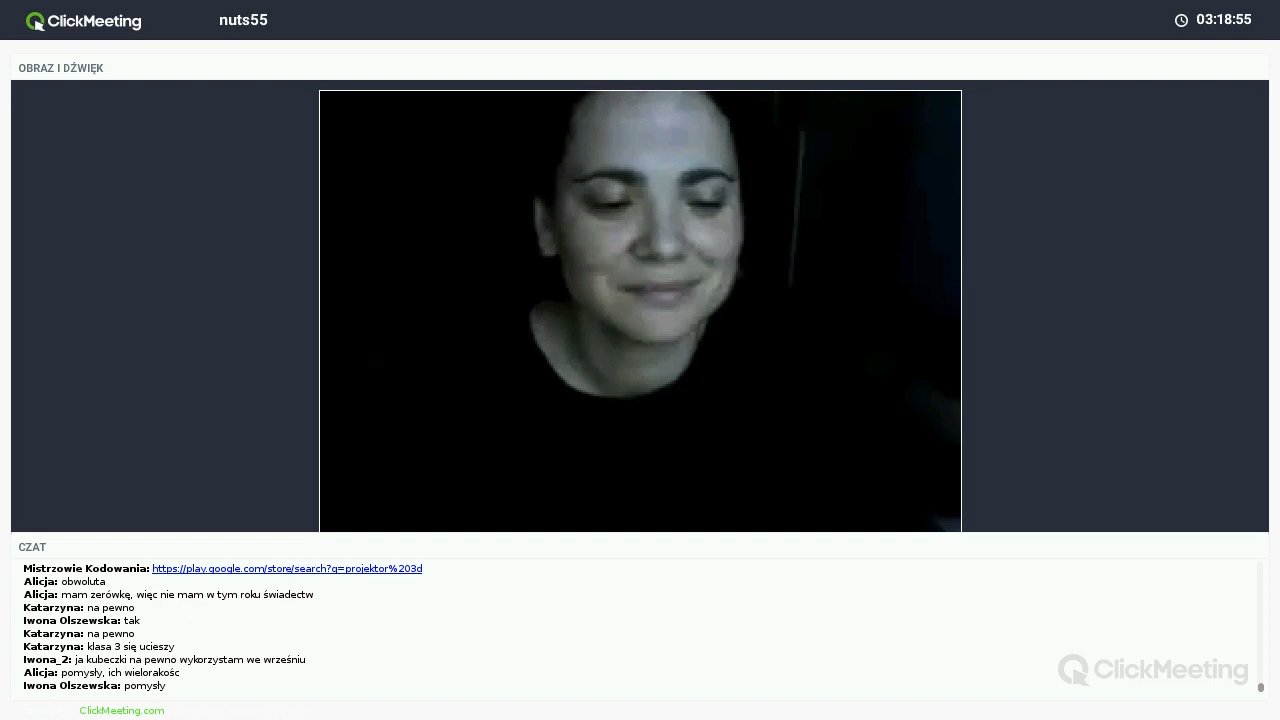 ClickMeeting nuts55 03:18:55
OBRAZ I DŹWIĘK
CZAT
Mistrzowie Kodowania: https://play.google.com/store/search?q=projektor%203d
Alicja: obwoluta
Alicja: mam zerówkę, więc nie mam w tym roku świadectw
Katarzyna: na pewno
Iwona Olszewska: tak
Katarzyna: na pewno
Katarzyna: klasa 3 się ucieszy
Iwona_2: ja kubeczki na pewno wykorzystam we wrześniu
Alicja: pomysły, ich wielorakośc
Iwona Olszewska: pomysły
ClickMeeting
ClickMeeting.com